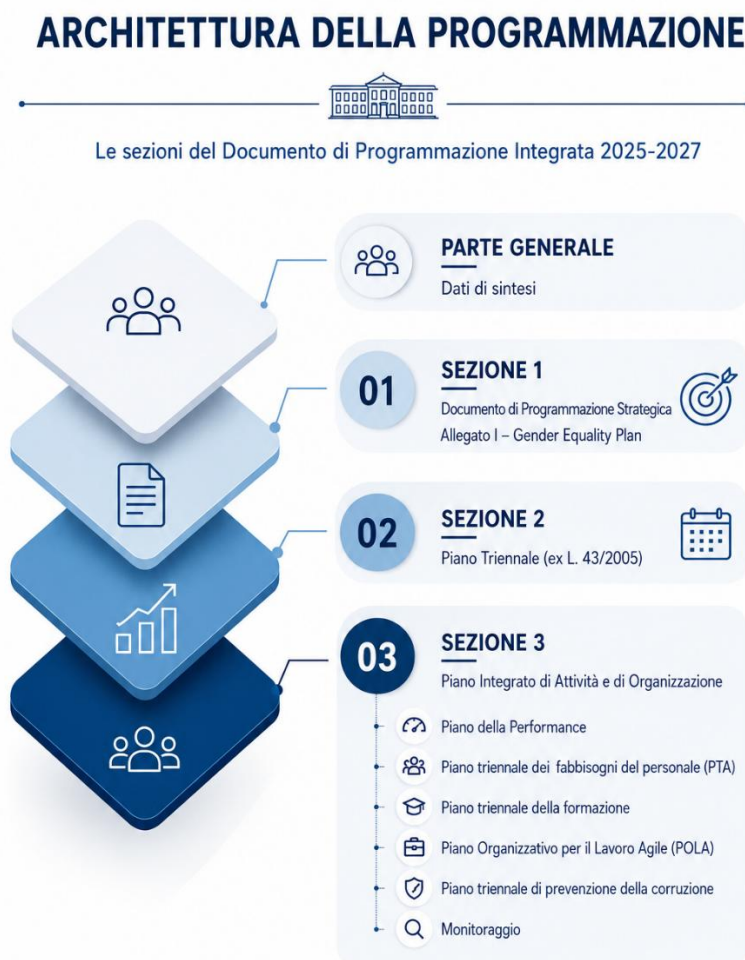 ARCHITETTURA DELLA PROGRAMMAZIONE
Le sezioni del Documento di Programmazione Integrata 2025-2027
PARTE GENERALE
Dati di sintesi
01
SEZIONE 1
Documento di Programmazione Strategica
Allegato I – Gender Equality Plan
02
SEZIONE 2
Piano Triennale (ex L. 43/2005)
03
SEZIONE 3
Piano Integrato di Attività e di Organizzazione
Piano della Performance
Piano triennale dei fabbisogni del personale (PTA)
Piano triennale della formazione
Piano Organizzativo per il Lavoro Agile (POLA)
Piano triennale di prevenzione della corruzione
Monitoraggio